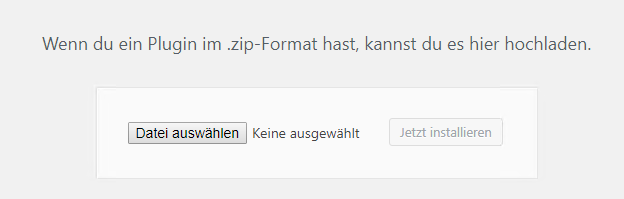 Wenn du ein Plugin im .zip-Format hast, kannst du es hier hochladen.
Datei auswählen Keine ausgewählt Jetzt installieren